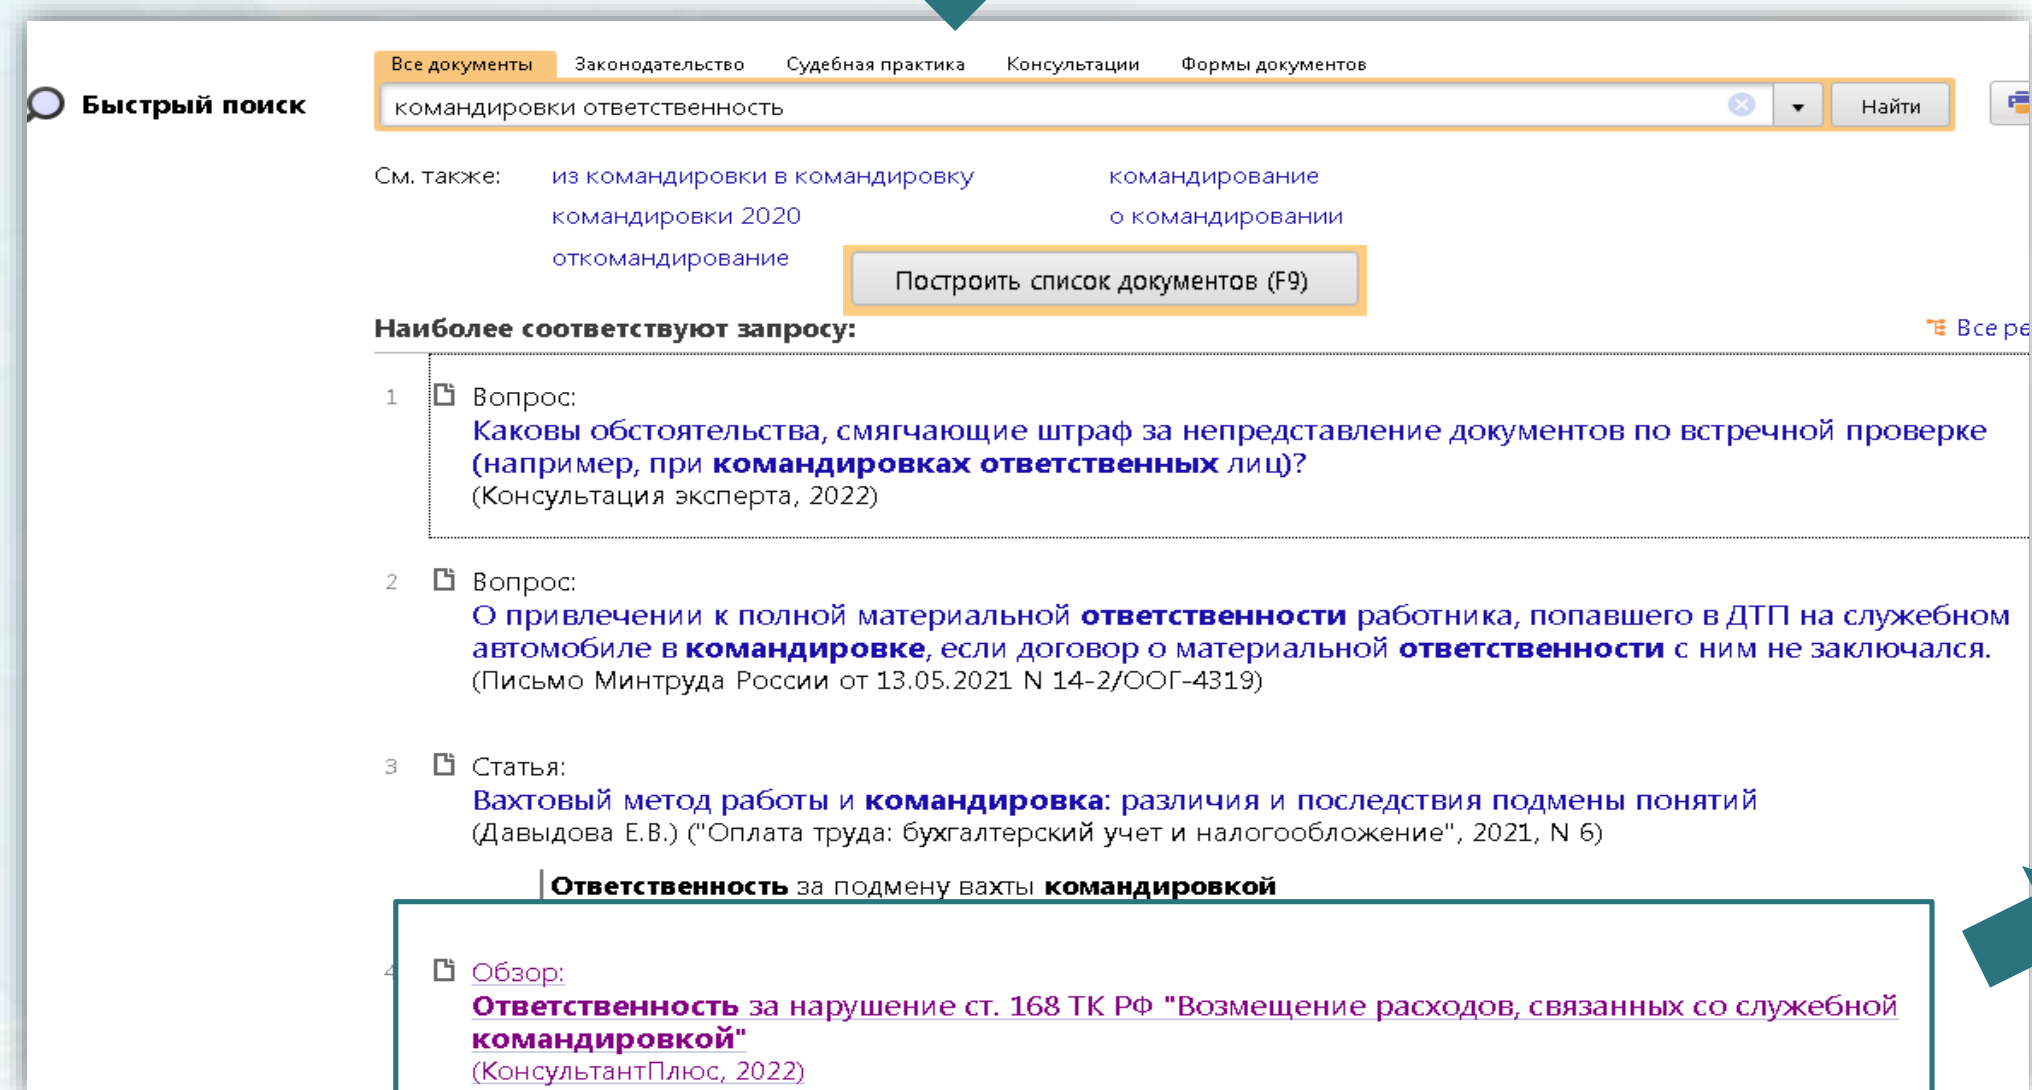 Все документы Законодательство Судебная практика Консультации Формы документов
Быстрый поиск командировки ответственность Найти
См. также: из командировки в командировку командирование
командировки 2020 о командировании
откомандирование
Построить список документов (F9)
Наиболее соответствуют запросу: Все ре
1 Вопрос:
Каковы обстоятельства, смягчающие штраф за непредставление документов по встречной проверке
(например, при командировках ответственных лиц)?
(Консультация эксперта, 2022)
2 Вопрос:
О привлечении к полной материальной ответственности работника, попавшего в ДТП на служебном
автомобиле в командировке, если договор о материальной ответственности с ним не заключался.
(Письмо Минтруда России от 13.05.2021 N 14-2/ООГ-4319)
3 Статья:
Вахтовый метод работы и командировка: различия и последствия подмены понятий
(Давыдова Е.В.) ("Оплата труда: бухгалтерский учет и налогообложение", 2021, N 6)
Ответственность за подмену вахты командировкой
4 Обзор:
Ответственность за нарушение ст. 168 ТК РФ "Возмещение расходов, связанных со служебной
командировкой"
(КонсультантПлюс, 2022)